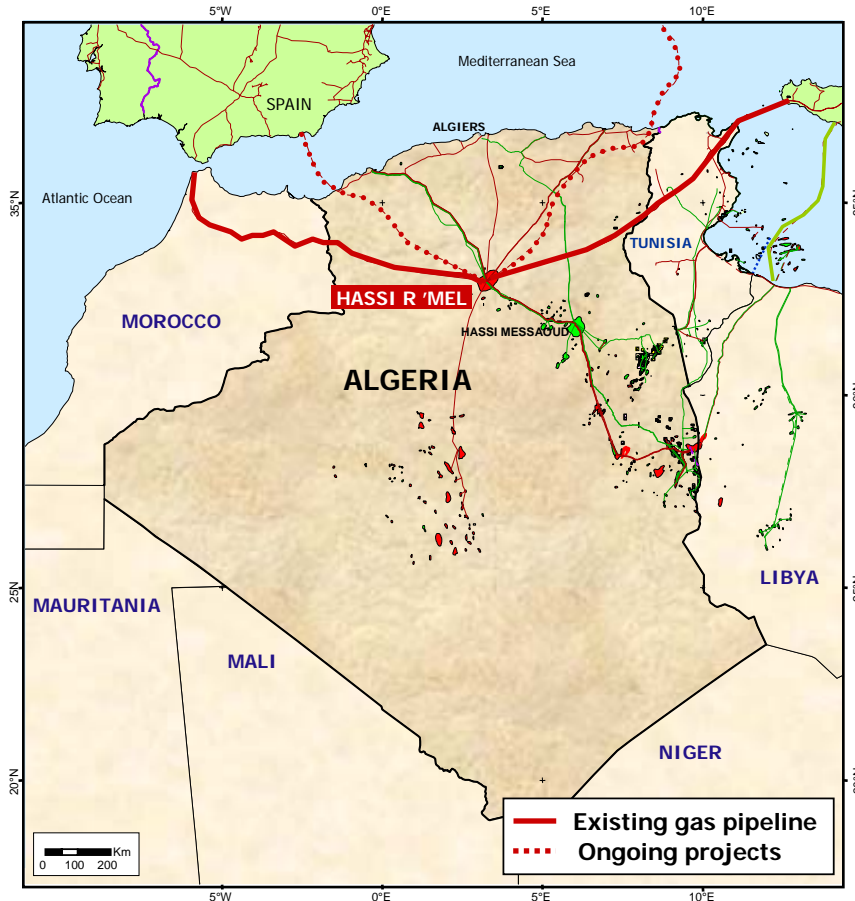 5°W
0°E
5°E
10°E
Mediterranean Sea
SPAIN
ALGIERS
Atlantic Ocean
35°N
TUNISIA
HASSI R 'MEL
MOROCCO
HASSI MESSAOUD
ALGERIA
25°N
LIBYA
MAURITANIA
MALI
NIGER
20°N
Existing gas pipeline
Ongoing projects
Km
0 100 200
5°W
0°E
5°E
10°E